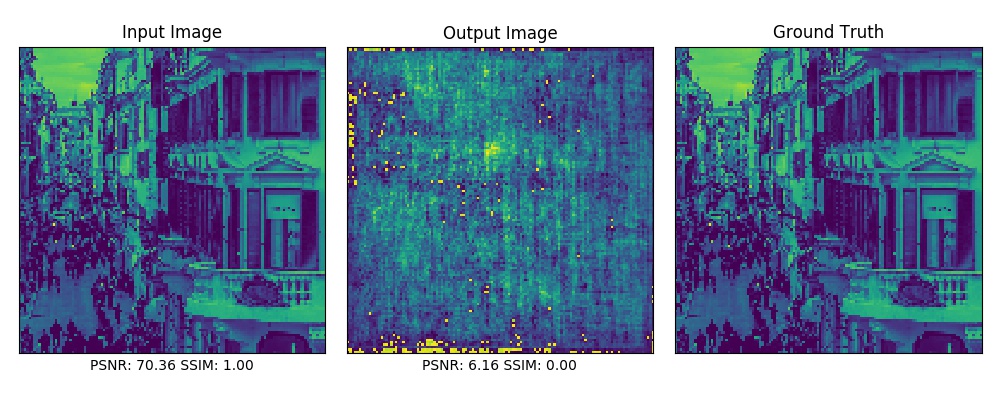 Input Image
Output Image
Ground Truth
PSNR: 70.36 SSIM: 1.00
PSNR: 6.16 SSIM: 0.00